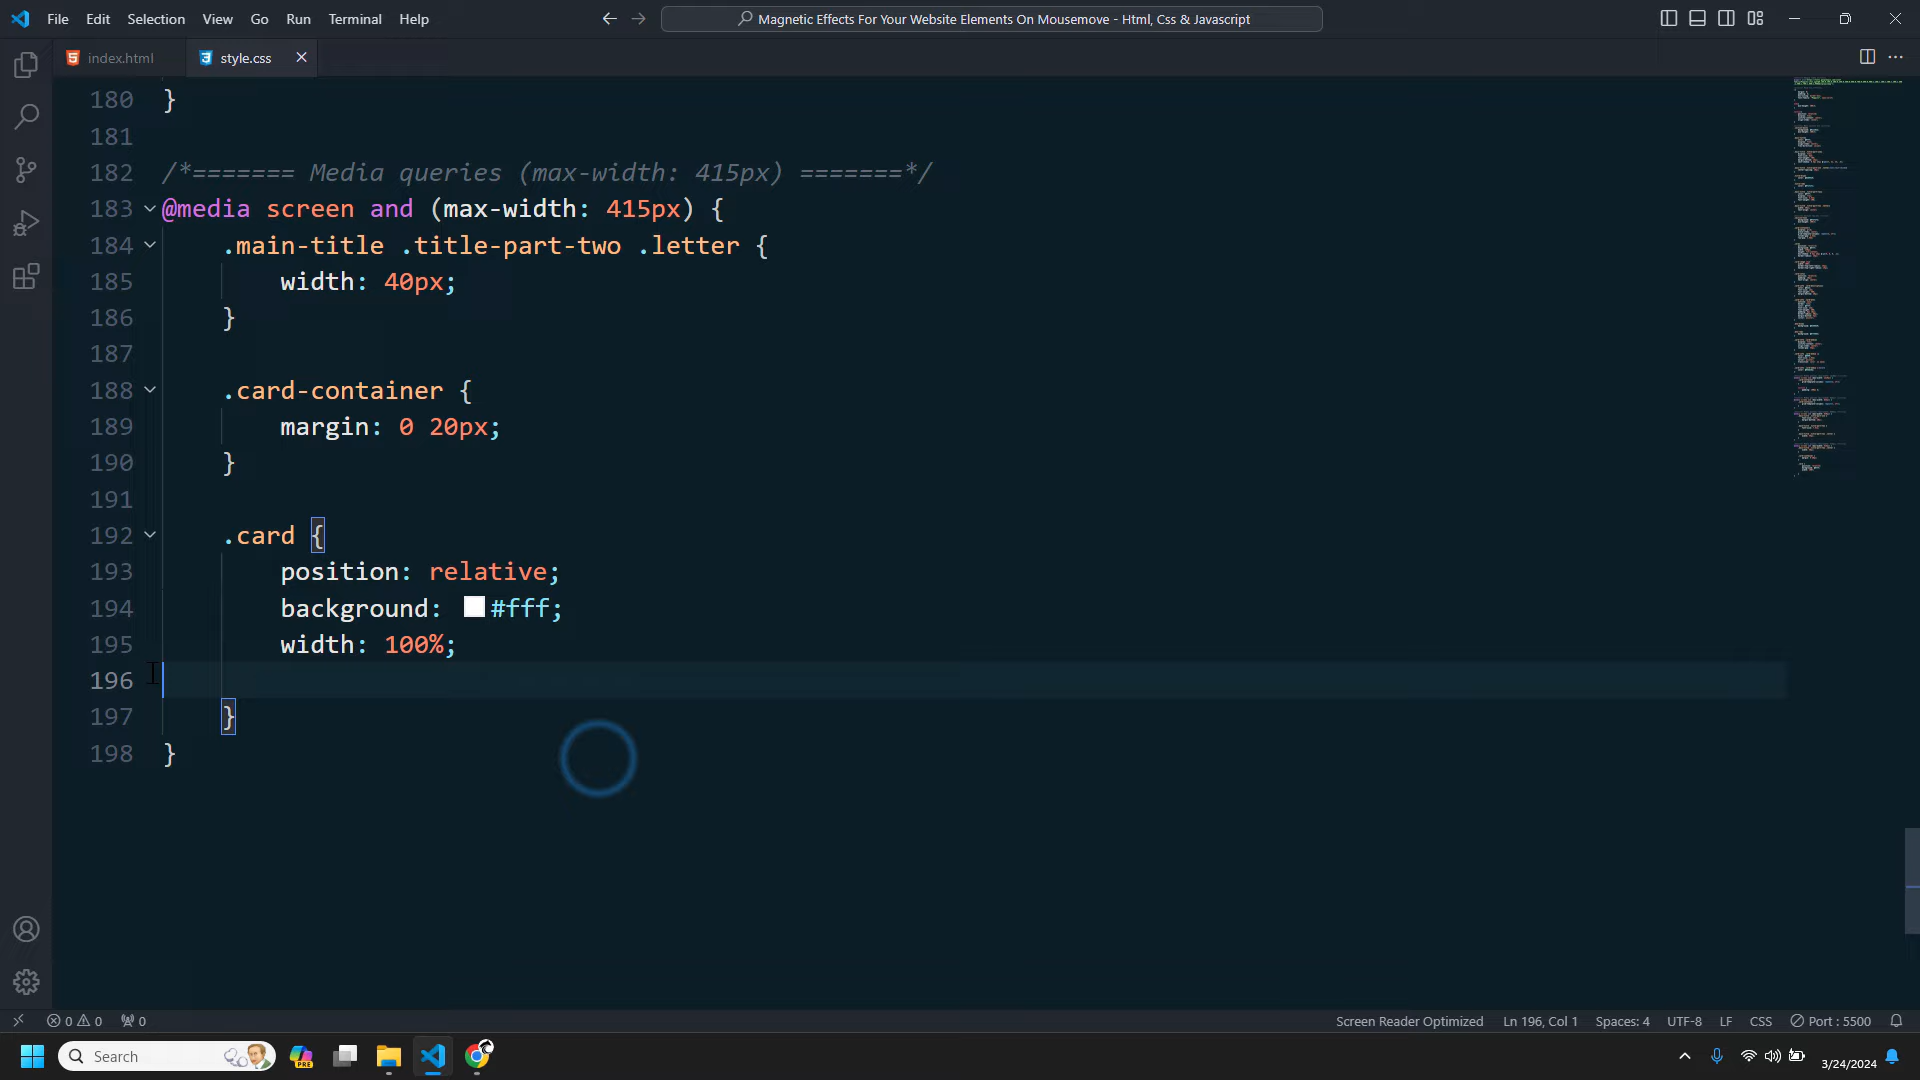 File Edit Selection View Go Run Terminal Help
Magnetic Effects For Your Website Elements On Mousemove - Html, Css & Javascript
index.html style.css
180 }
181
182 /*======= Media queries (max-width: 415px) =======*/
183 @media screen and (max-width: 415px) {
184 .main-title .title-part-two .letter {
185 width: 40px;
186 }
187
188 .card-container {
189 margin: 0 20px;
190 }
191
192 .card {
193 position: relative;
194 background: #fff;
195 width: 100%;
196
197 }
198 }
0 0 0 Screen Reader Optimized Ln 196, Col 1 Spaces: 4 UTF-8 LF CSS Port : 5500
Search PRE 3/24/2024